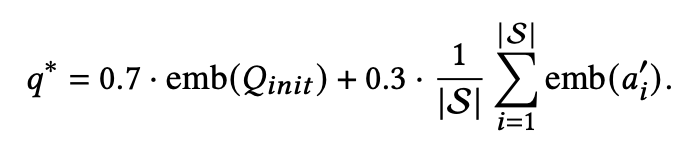 q* = 0.7 · emb(Q_{init}) + 0.3 · \frac{1}{|𝒮|} \sum_{i=1}^{|𝒮|} emb(a'_i).